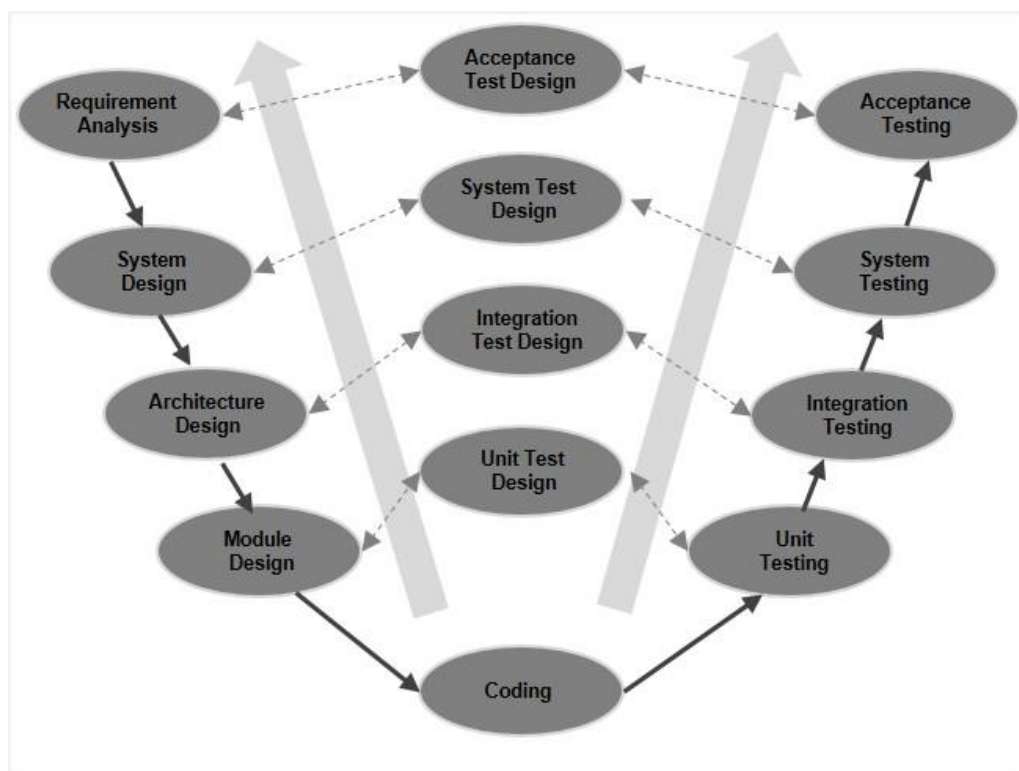 Acceptance
Test Design
Requirement
Analysis
Acceptance
Testing
System Test
Design
System
Design
System
Testing
Integration
Test Design
Architecture
Design
Integration
Testing
Unit Test
Design
Module
Design
Unit
Testing
Coding